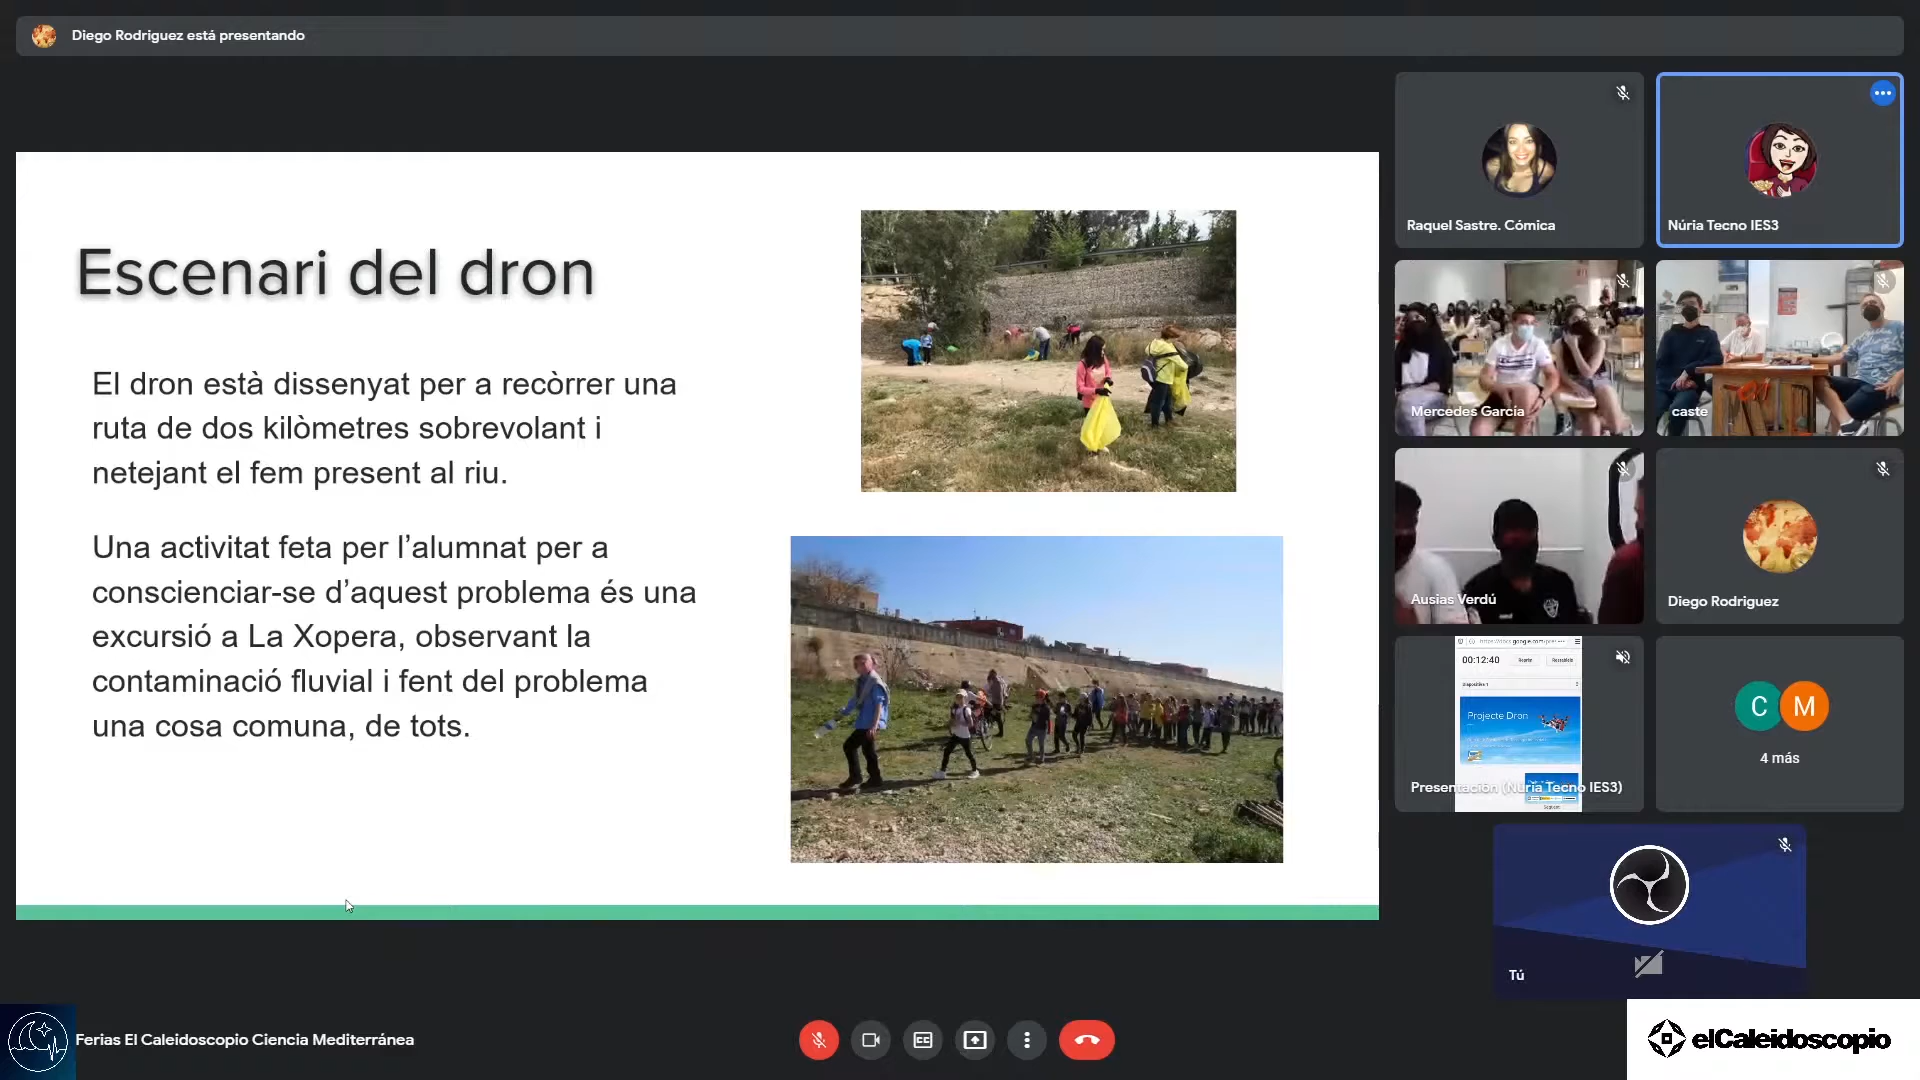 Diego Rodriguez está presentando
Escenari del dron
El dron està dissenyat per a recòrrer una
ruta de dos kilòmetres sobrevolant i
netejant el fem present al riu.
Una activitat feta per l’alumnat per a
conscienciar-se d’aquest problema és una
excursió a La Xopera, observant la
contaminació fluvial i fent del problema
una cosa comuna, de tots.
Raquel Sastre. Cómica
Núria Tecno IES3
Mercedes García
caste
Ausias Verdú
Diego Rodriguez
00:12:40
Projecte Dron
Presentación (Núria Tecno IES3)
C M
4 más
Tú
Ferias El Caleidoscopio Ciencia Mediterránea
CC
elCaleidoscopio